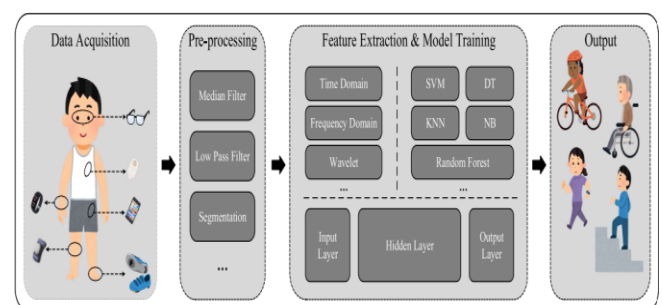 Data Acquisition
Pre-processing
Median Filter
Low Pass Filter
Segmentation
...
Feature Extraction & Model Training
Time Domain
Frequency Domain
Wavelet
...
SVM
DT
KNN
NB
Random Forest
...
Input
Layer
Hidden Layer
Output
Layer
Output